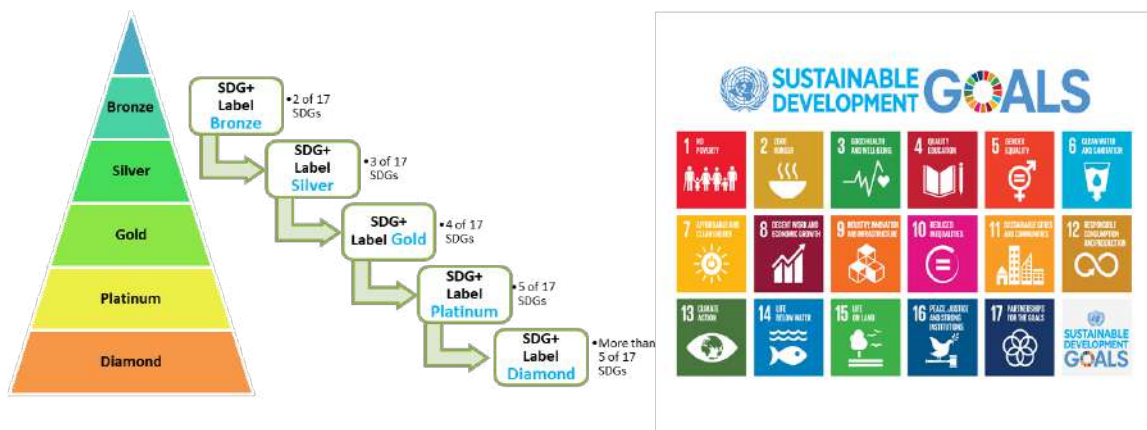 Bronze
Silver
Gold
Platinum
Diamond
SDG+
Label
Bronze
•2 of 17
SDGs
SDG+
Label
Silver
•3 of 17
SDGs
SDG+
Label Gold
•4 of 17
SDGs
SDG+
Label
Platinum
•5 of 17
SDGs
SDG+
Label
Diamond
•More than
5 of 17
SDGs
SUSTAINABLE
DEVELOPMENT
GOALS
1 NO
POVERTY
2 ZERO
HUNGER
3 GOOD HEALTH
AND WELL-BEING
4 QUALITY
EDUCATION
5 GENDER
EQUALITY
6 CLEAN WATER
AND SANITATION
7 AFFORDABLE AND
CLEAN ENERGY
8 DECENT WORK AND
ECONOMIC GROWTH
9 INDUSTRY, INNOVATION
AND INFRASTRUCTURE
10 REDUCED
INEQUALITIES
11 SUSTAINABLE CITIES
AND COMMUNITIES
12 RESPONSIBLE
CONSUMPTION
AND PRODUCTION
13 CLIMATE
ACTION
14 LIFE
BELOW WATER
15 LIFE
ON LAND
16 PEACE, JUSTICE
AND STRONG
INSTITUTIONS
17 PARTNERSHIPS
FOR THE GOALS
SUSTAINABLE
DEVELOPMENT
GOALS